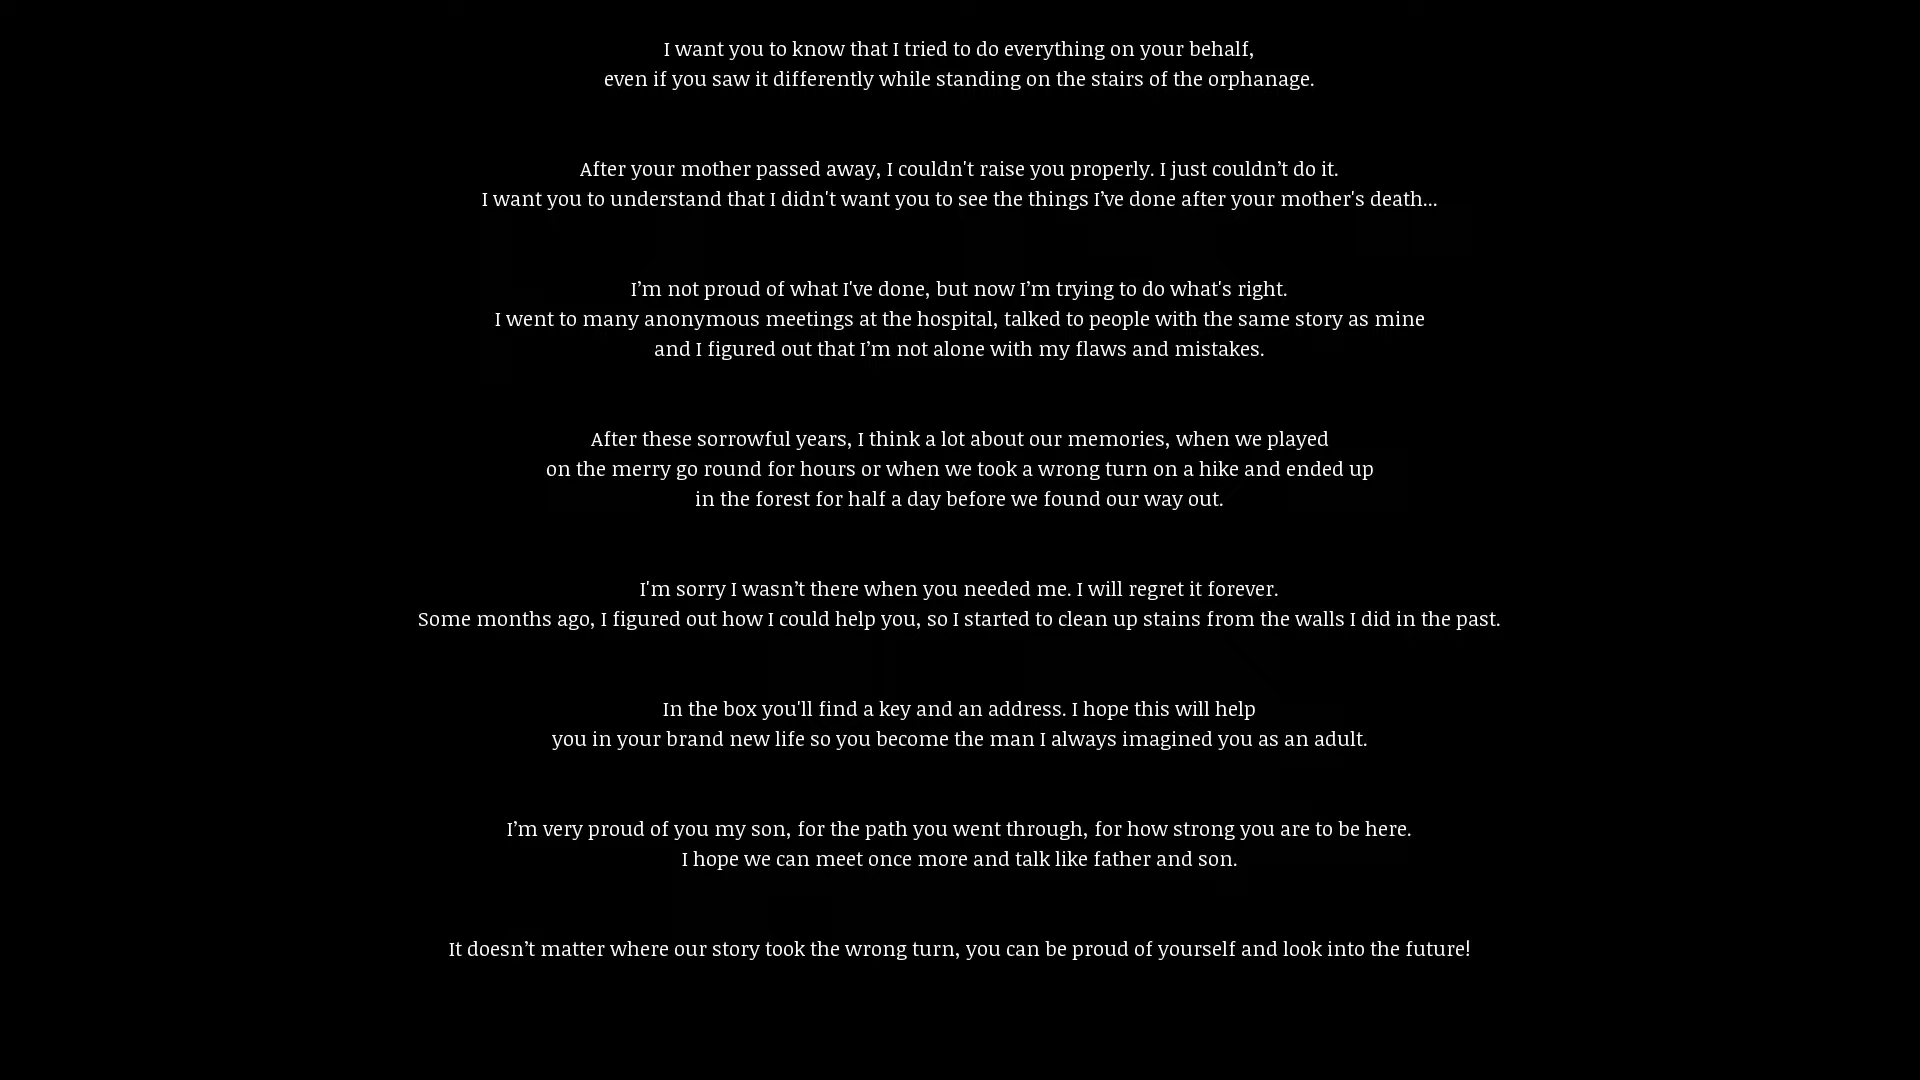 I want you to know that I tried to do everything on your behalf,
even if you saw it differently while standing on the stairs of the orphanage.
After your mother passed away, I couldn't raise you properly. I just couldn’t do it.
I want you to understand that I didn't want you to see the things I’ve done after your mother's death...
I’m not proud of what I've done, but now I’m trying to do what's right.
I went to many anonymous meetings at the hospital, talked to people with the same story as mine
and I figured out that I’m not alone with my flaws and mistakes.
After these sorrowful years, I think a lot about our memories, when we played
on the merry go round for hours or when we took a wrong turn on a hike and ended up
in the forest for half a day before we found our way out.
I'm sorry I wasn’t there when you needed me. I will regret it forever.
Some months ago, I figured out how I could help you, so I started to clean up stains from the walls I did in the past.
In the box you'll find a key and an address. I hope this will help
you in your brand new life so you become the man I always imagined you as an adult.
I’m very proud of you my son, for the path you went through, for how strong you are to be here.
I hope we can meet once more and talk like father and son.
It doesn’t matter where our story took the wrong turn, you can be proud of yourself and look into the future!